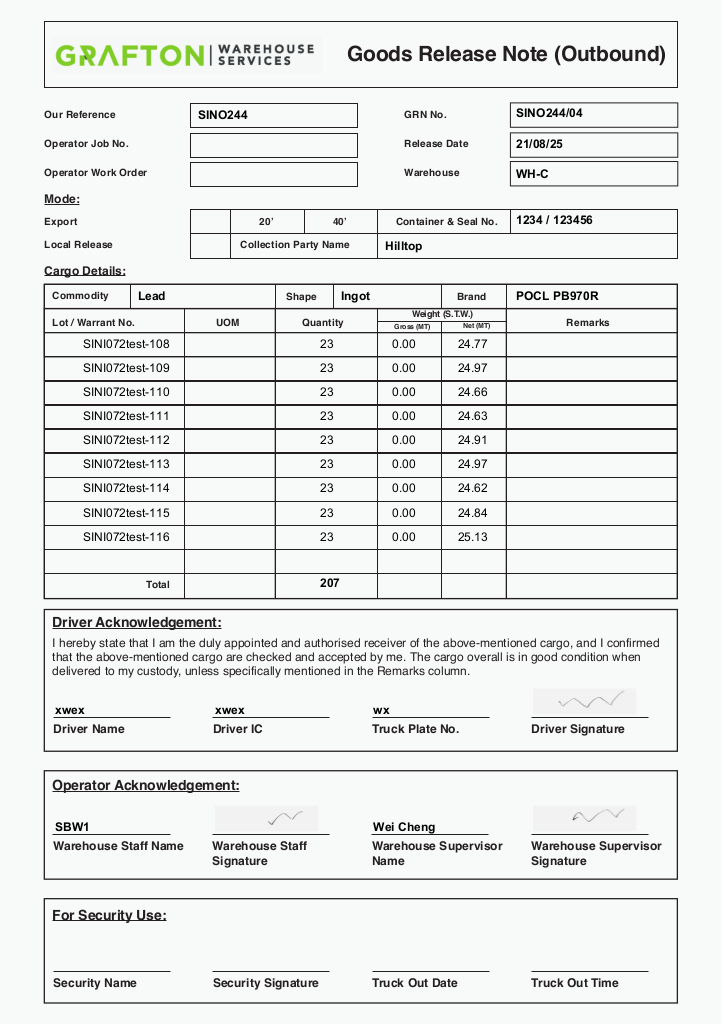 GRAFTON | WAREHOUSE SERVICES
Goods Release Note (Outbound)
Our Reference SINO244 GRN No. SINO244/04
Operator Job No. Release Date 21/08/25
Operator Work Order Warehouse WH-C
Mode:
Export 20' 40' Container & Seal No. 1234 / 123456
Local Release Collection Party Name Hilltop
Cargo Details:
Commodity Lead Shape Ingot Brand POCL PB970R
Lot / Warrant No. UOM Quantity Weight (S.T.W.) Remarks
Gross (MT) Net (MT)
SINI072test-108 23 0.00 24.77
SINI072test-109 23 0.00 24.97
SINI072test-110 23 0.00 24.66
SINI072test-111 23 0.00 24.63
SINI072test-112 23 0.00 24.91
SINI072test-113 23 0.00 24.97
SINI072test-114 23 0.00 24.62
SINI072test-115 23 0.00 24.84
SINI072test-116 23 0.00 25.13
Total 207
Driver Acknowledgement:
I hereby state that I am the duly appointed and authorised receiver of the above-mentioned cargo, and I confirmed
that the above-mentioned cargo are checked and accepted by me. The cargo overall is in good condition when
delivered to my custody, unless specifically mentioned in the Remarks column.
xwex xwex wx
Driver Name Driver IC Truck Plate No. Driver Signature
Operator Acknowledgement:
SBW1 Wei Cheng
Warehouse Staff Name Warehouse Staff Signature Warehouse Supervisor Name Warehouse Supervisor Signature
For Security Use:
Security Name Security Signature Truck Out Date Truck Out Time